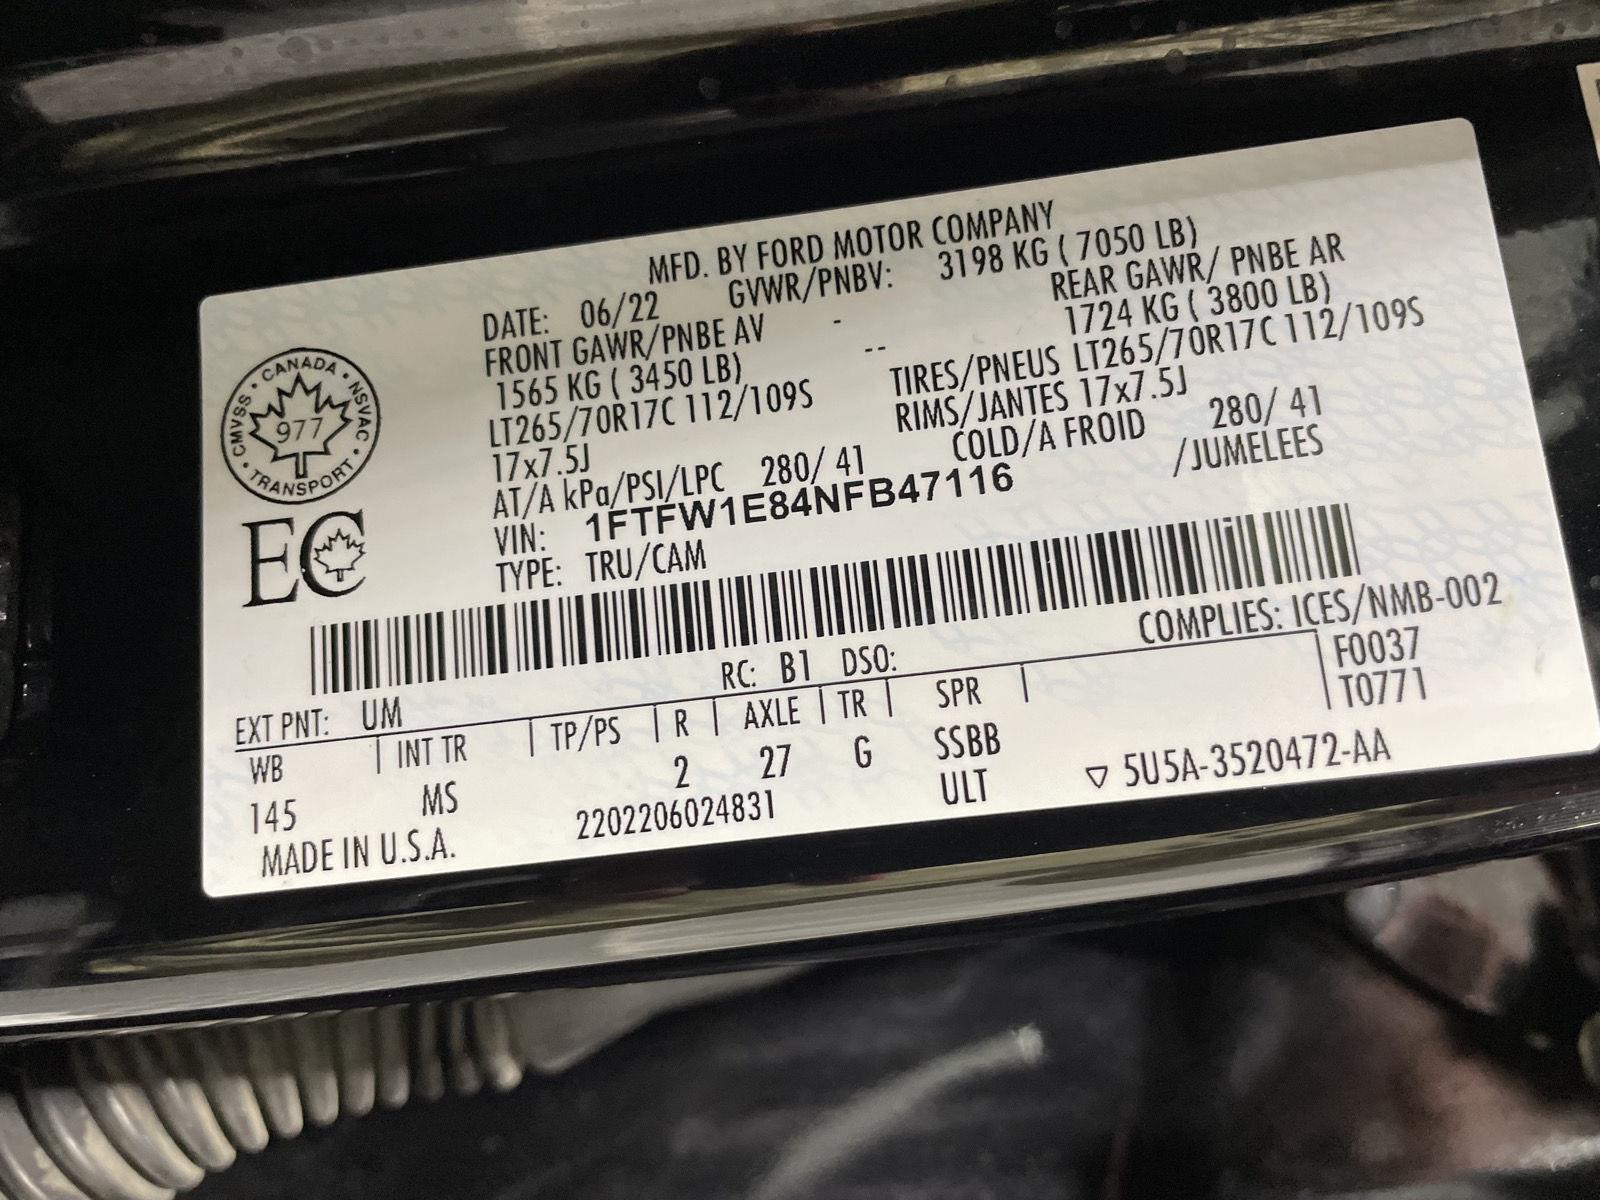 MFD. BY FORD MOTOR COMPANY
DATE: 06/22 GVWR/PNBV: 3198 KG ( 7050 LB)
FRONT GAWR/PNBE AV - REAR GAWR/ PNBE AR
1565 KG ( 3450 LB) -- 1724 KG ( 3800 LB)
LT265/70R17C 112/109S TIRES/PNEUS LT265/70R17C 112/109S
17x7.5J RIMS/JANTES 17x7.5J
AT/A kPa/PSI/LPC 280/ 41 COLD/A FROID 280/ 41
VIN: 1FTFW1E84NFB47116 /JUMELEES
TYPE: TRU/CAM
CMVSS • CANADA • NSVAC • TRANSPORT •
977
EC
COMPLIES: ICES/NMB-002
EXT PNT: UM RC: B1 DSO: F0037
WB INT TR TP/PS R AXLE TR SPR T0771
145 MS 2 27 G SSBB
MADE IN U.S.A. 2202206024831 ULT ▽ 5U5A-3520472-AA